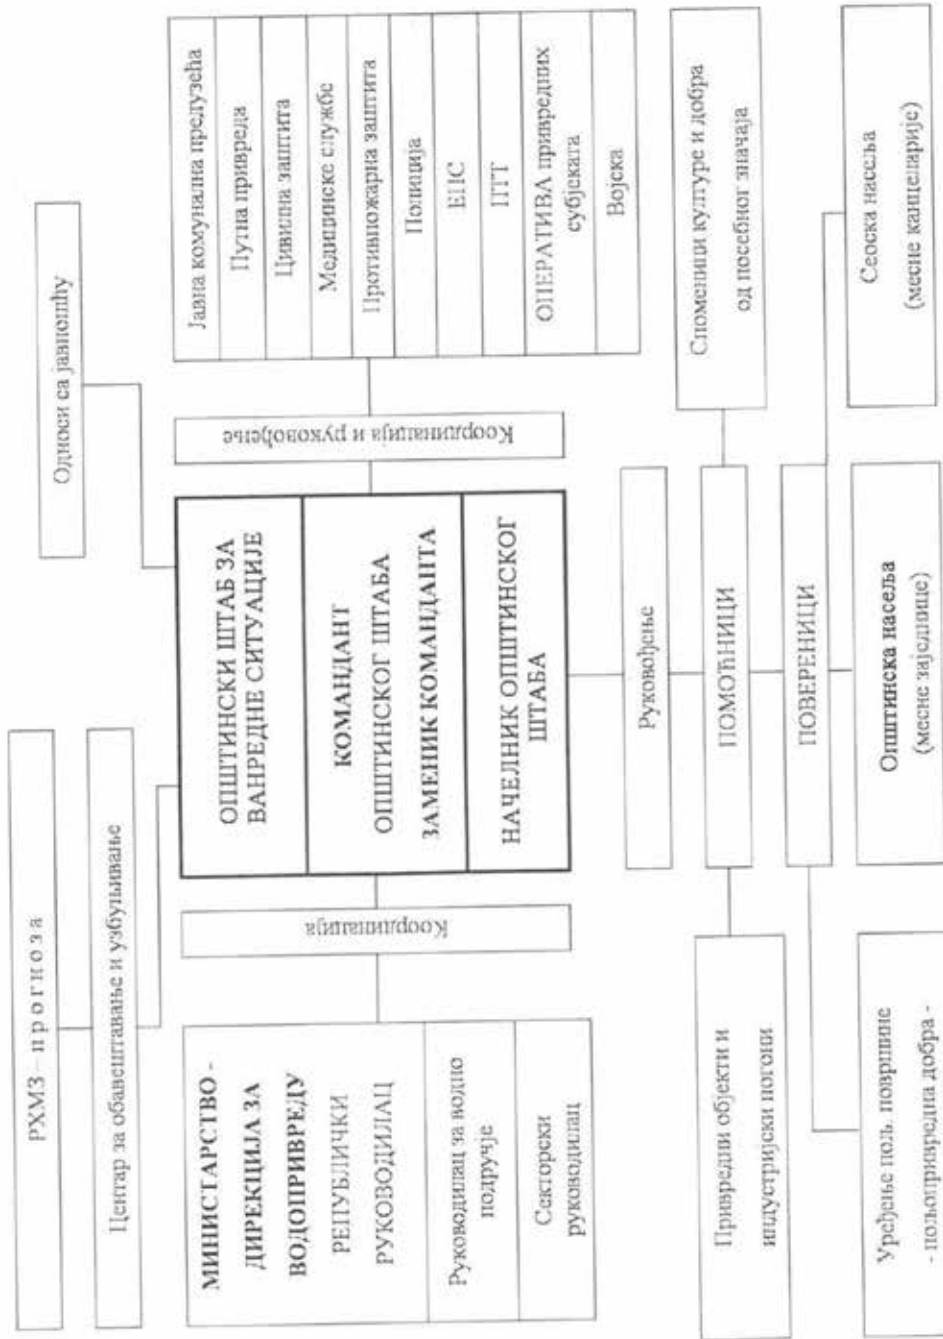 РХМЗ – п р о г н о з а
Центар за обавештавање и узбуњивање
Односи са јавношћу
МИНИСТАРСТВО -
ДИРЕКЦИЈА ЗА
ВОДОПРИВРЕДУ
РЕПУБЛИЧКИ
РУКОВОДИЛАЦ
Руководилац за водно
подручје
Секторски
руководилац
Координација
ОПШТИНСКИ ШТАБ ЗА
ВАНРЕДНЕ СИТУАЦИЈЕ
КОМАНДАНТ
ОПШТИНСКОГ ШТАБА
ЗАМЕНИК КОМАНДАНТА
НАЧЕЛНИК ОПШТИНСКОГ
ШТАБА
Координација и руковођење
Јавна комунална предузећа
Путна привреда
Цивилна заштита
Медицинске службе
Противпожарна заштита
Полиција
ЕПС
ПТТ
ОПЕРАТИВА привредних
субјеката
Војска
Руковођење
Привредни објекти и
индустријски погони
ПОМОЋНИЦИ
Споменици културе и добра
од посебног значаја
ПОВЕРЕНИЦИ
Уређење пољ. површине
- пољопривредна добра -
Општинска насеља
(месне заједнице)
Сеоска насеља
(месне канцеларије)